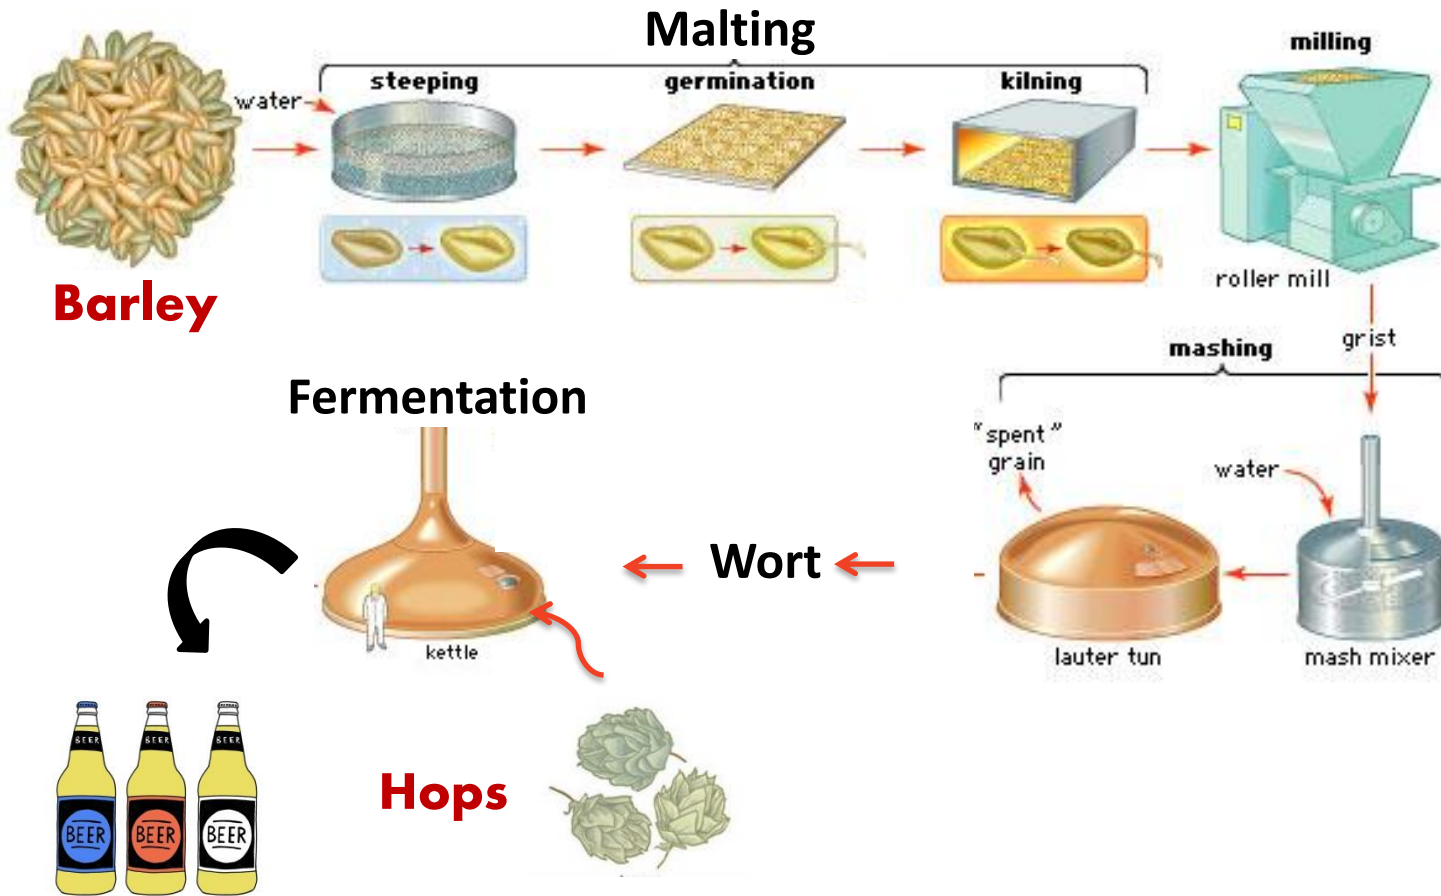 Malting
milling
steeping
germination
kilning
water
Barley
roller mill
grist
mashing
Fermentation
"spent"
grain
water
Wort
kettle
lauter tun
mash mixer
Hops
BEER
BEER
BEER
BEER
BEER
BEER